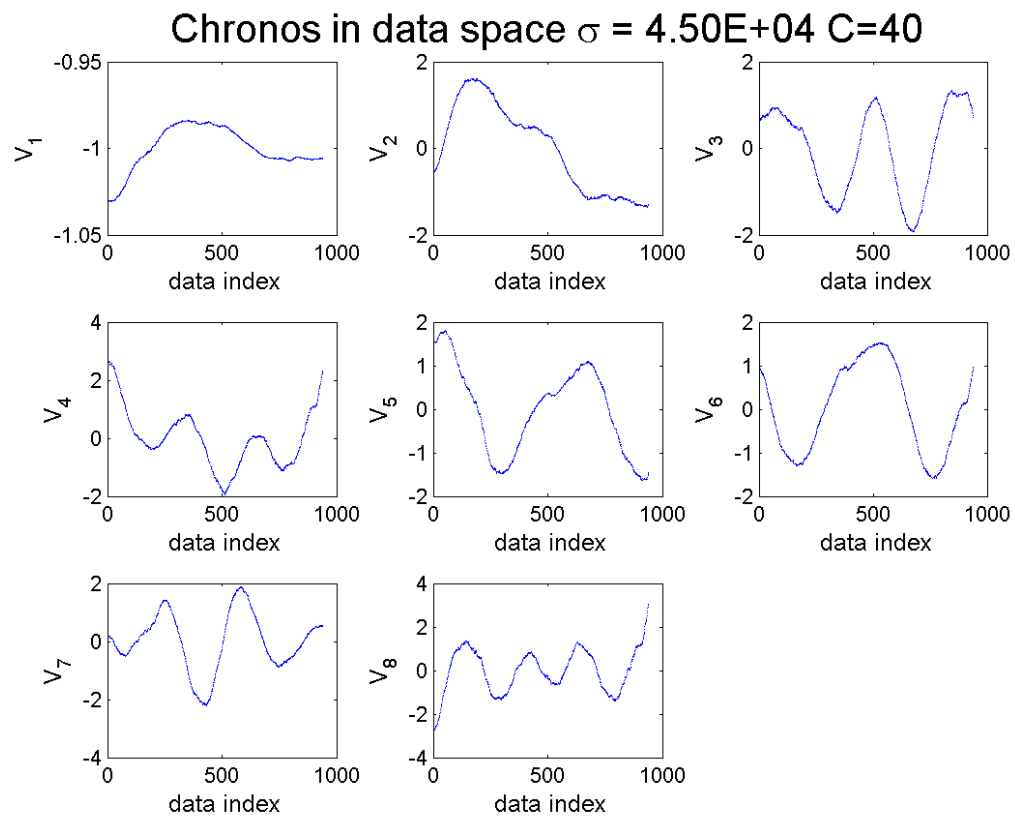 Chronos in data space σ = 4.50E+04 C=40
-0.95
-1
-1.05
V1
0 500 1000
data index
2
0
-2
V2
0 500 1000
data index
2
0
-2
V3
0 500 1000
data index
4
2
0
-2
V4
0 500 1000
data index
2
1
0
-1
-2
V5
0 500 1000
data index
2
1
0
-1
-2
V6
0 500 1000
data index
2
0
-2
-4
V7
0 500 1000
data index
4
2
0
-2
-4
V8
0 500 1000
data index